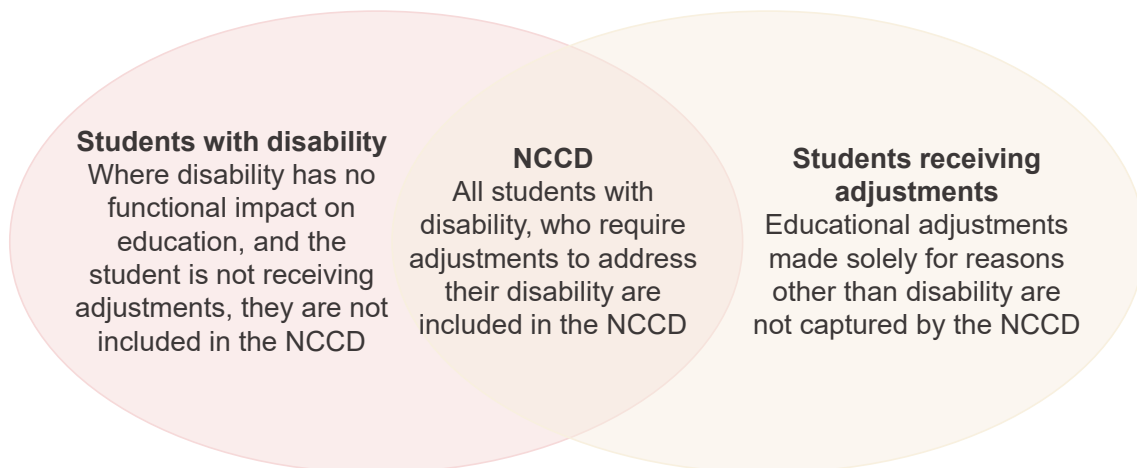 Students with disability
Where disability has no
functional impact on
education, and the
student is not receiving
adjustments, they are not
included in the NCCD
NCCD
All students with
disability, who require
adjustments to address
their disability are
included in the NCCD
Students receiving
adjustments
Educational adjustments
made solely for reasons
other than disability are
not captured by the NCCD